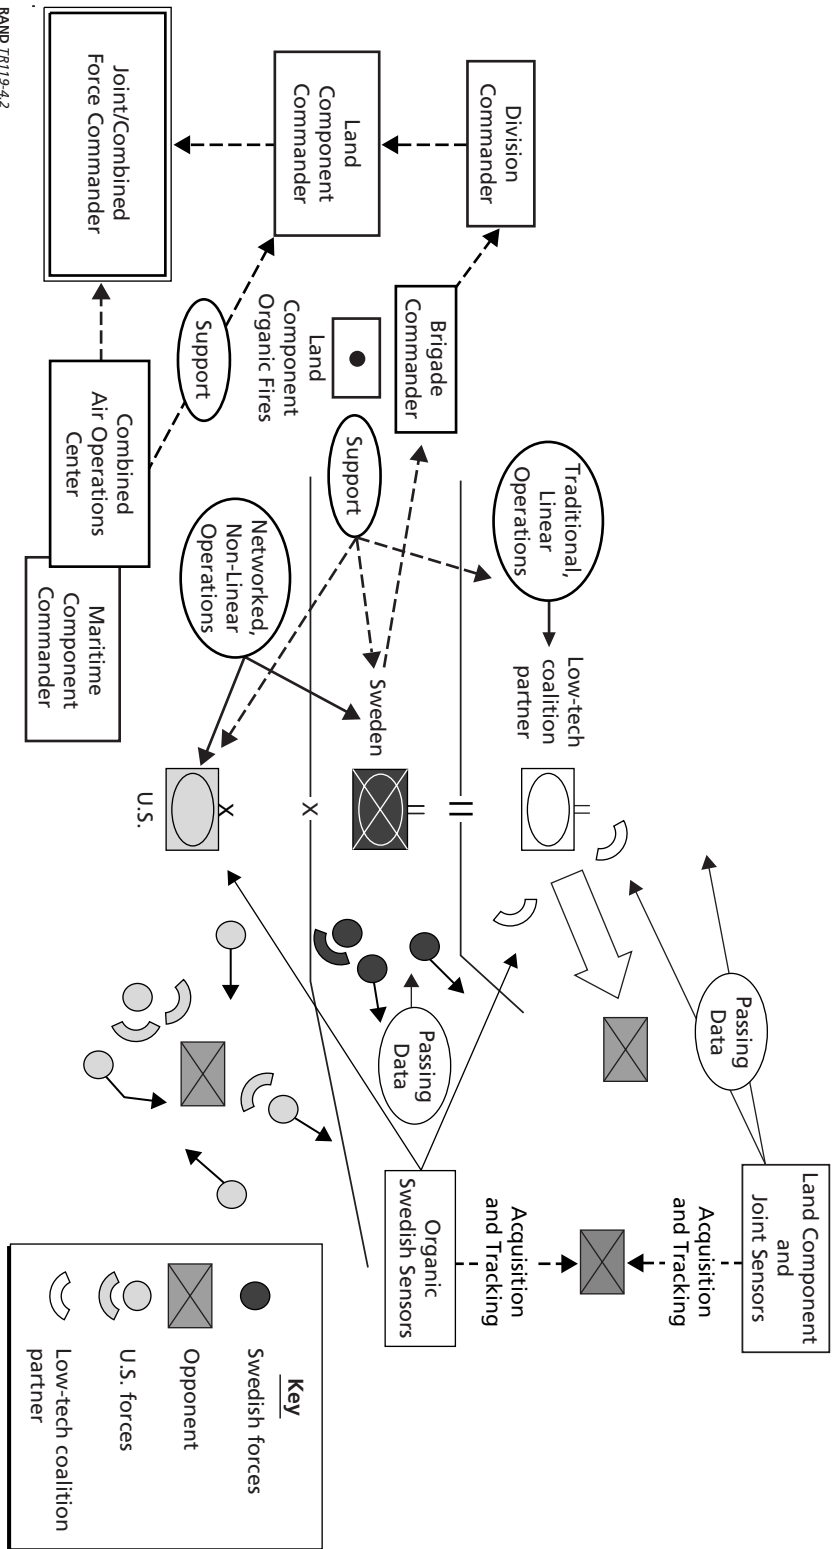 Joint/Combined
Force Commander
Land
Component
Commander
Division
Commander
Support
Land
Component
Organic Fires
Brigade
Commander
Combined
Air Operations
Center
Maritime
Component
Commander
Support
Networked,
Non-Linear
Operations
Traditional,
Linear
Operations
Low-tech
coalition
partner
Sweden
U.S.
X
X
Passing
Data
Passing
Data
Organic
Swedish Sensors
Acquisition
and Tracking
Acquisition
and Tracking
Land Component
and
Joint Sensors
Key
Swedish forces
Opponent
U.S. forces
Low-tech coalition
partner
RAND TR119-4.2